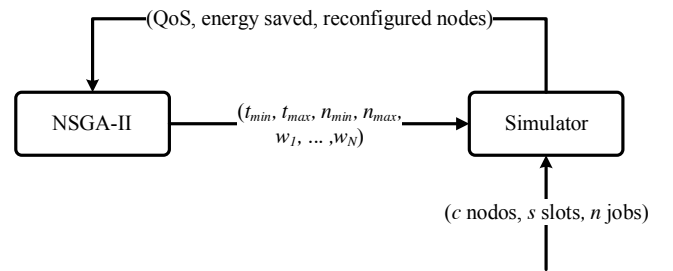 (QoS, energy saved, reconfigured nodes)
NSGA-II
(tmin, tmax, nmin, nmax,
w1, ... ,wN)
Simulator
(c nodos, s slots, n jobs)